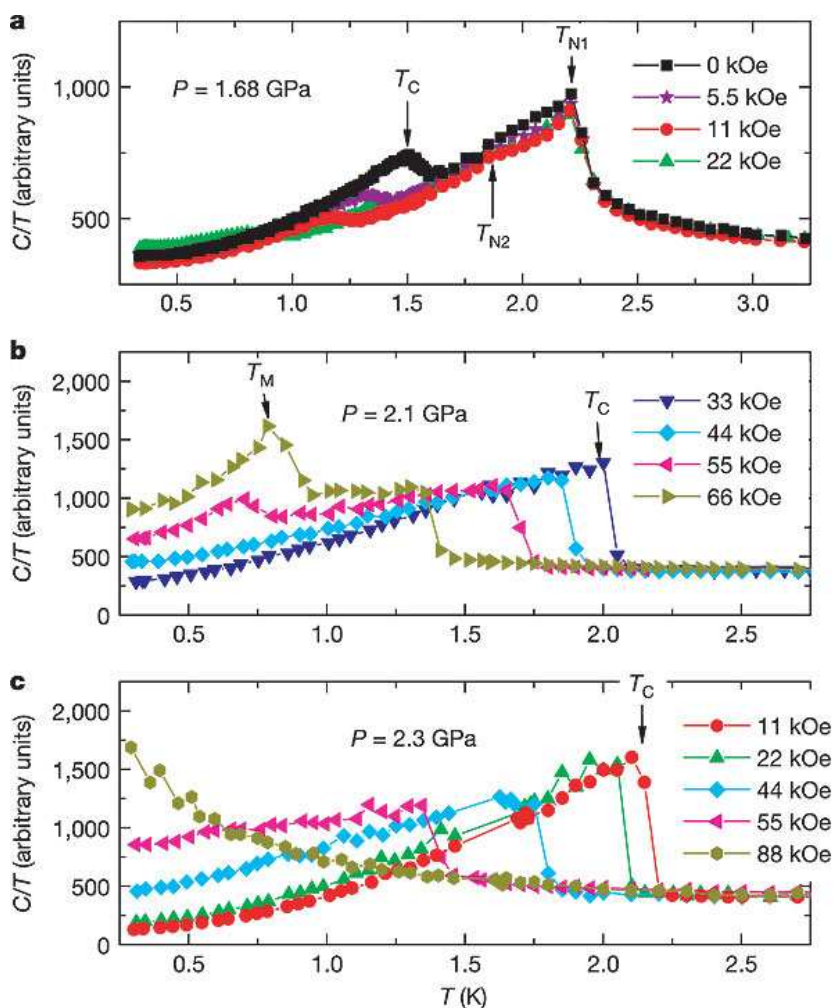 a
P = 1.68 GPa
T_C
T_N1
T_N2
0 kOe
5.5 kOe
11 kOe
22 kOe
1,000
500
C/T (arbitrary units)
0.5 1.0 1.5 2.0 2.5 3.0
b
T_M
P = 2.1 GPa
T_C
33 kOe
44 kOe
55 kOe
66 kOe
2,000
1,500
1,000
500
0
C/T (arbitrary units)
0.5 1.0 1.5 2.0 2.5
c
P = 2.3 GPa
T_C
11 kOe
22 kOe
44 kOe
55 kOe
88 kOe
2,000
1,500
1,000
500
0
C/T (arbitrary units)
0.5 1.0 1.5 2.0 2.5
T (K)